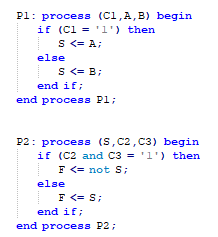 P1: process (C1,A,B) begin
if (C1 = '1') then
S <= A;
else
S <= B;
end if;
end process P1;
P2: process (S,C2,C3) begin
if (C2 and C3 = '1') then
F <= not S;
else
F <= S;
end if;
end process P2;